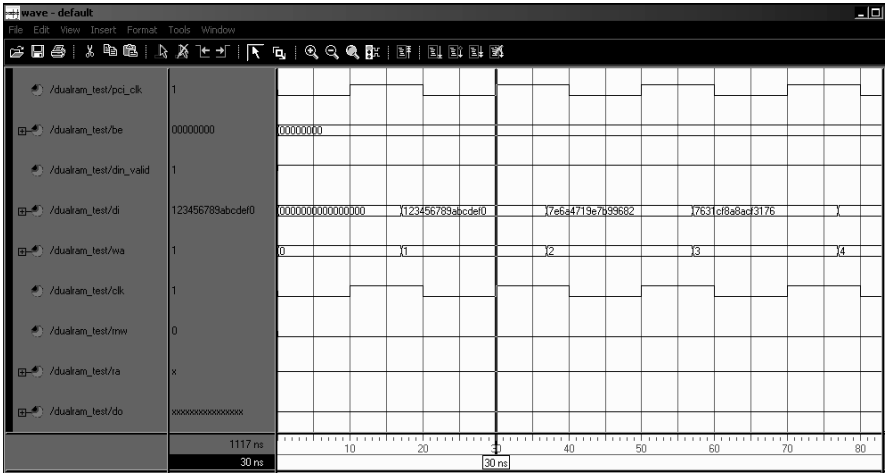 wave - default
File Edit View Insert Format Tools Window
/dualram_test/pci_clk 1
/dualram_test/be 00000000 00000000
/dualram_test/din_valid 1
/dualram_test/di 123456789abcdef0 0000000000000000 123456789abcdef0 7e6a4719e7b99682 7631cf8a8acf3176
/dualram_test/wa 1 0 1 2 3 4
/dualram_test/clk 1
/dualram_test/mw 0
/dualram_test/ra x
/dualram_test/do xxxxxxxxxxxxxxxx
1117 ns 10 20 30 40 50 60 70 80
30 ns 30 ns